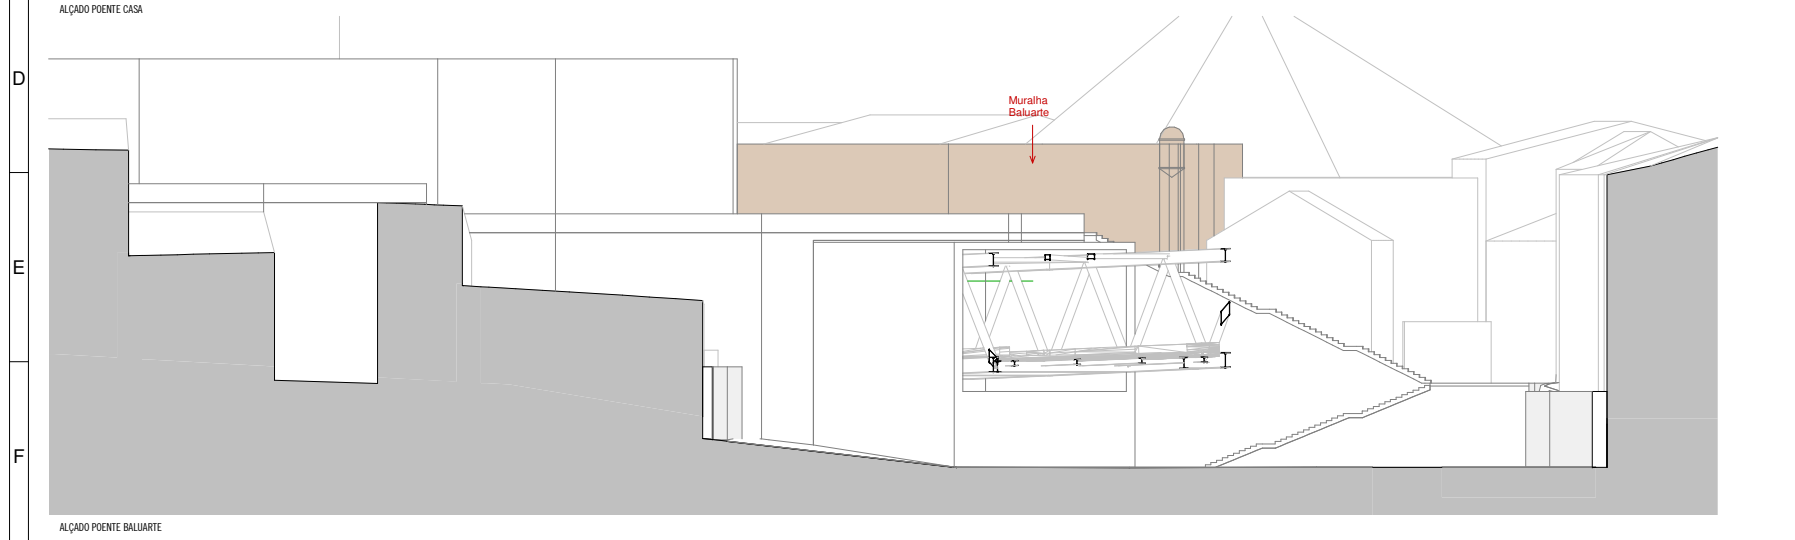 ALÇADO POENTE CASA
D
Muralha
Baluarte
E
F
ALÇADO POENTE BALUARTE